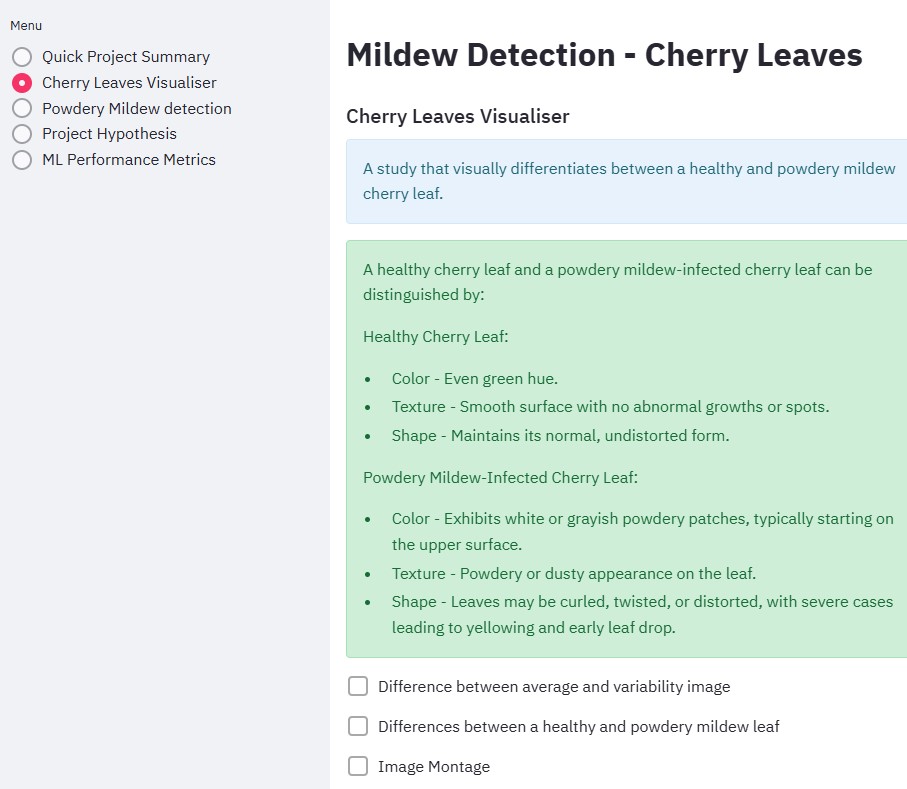 Menu
Quick Project Summary
Cherry Leaves Visualiser
Powdery Mildew detection
Project Hypothesis
ML Performance Metrics
Mildew Detection - Cherry Leaves
Cherry Leaves Visualiser
A study that visually differentiates between a healthy and powdery mildew
cherry leaf.
A healthy cherry leaf and a powdery mildew-infected cherry leaf can be
distinguished by:
Healthy Cherry Leaf:
• Color - Even green hue.
• Texture - Smooth surface with no abnormal growths or spots.
• Shape - Maintains its normal, undistorted form.
Powdery Mildew-Infected Cherry Leaf:
• Color - Exhibits white or grayish powdery patches, typically starting on
the upper surface.
• Texture - Powdery or dusty appearance on the leaf.
• Shape - Leaves may be curled, twisted, or distorted, with severe cases
leading to yellowing and early leaf drop.
Difference between average and variability image
Differences between a healthy and powdery mildew leaf
Image Montage